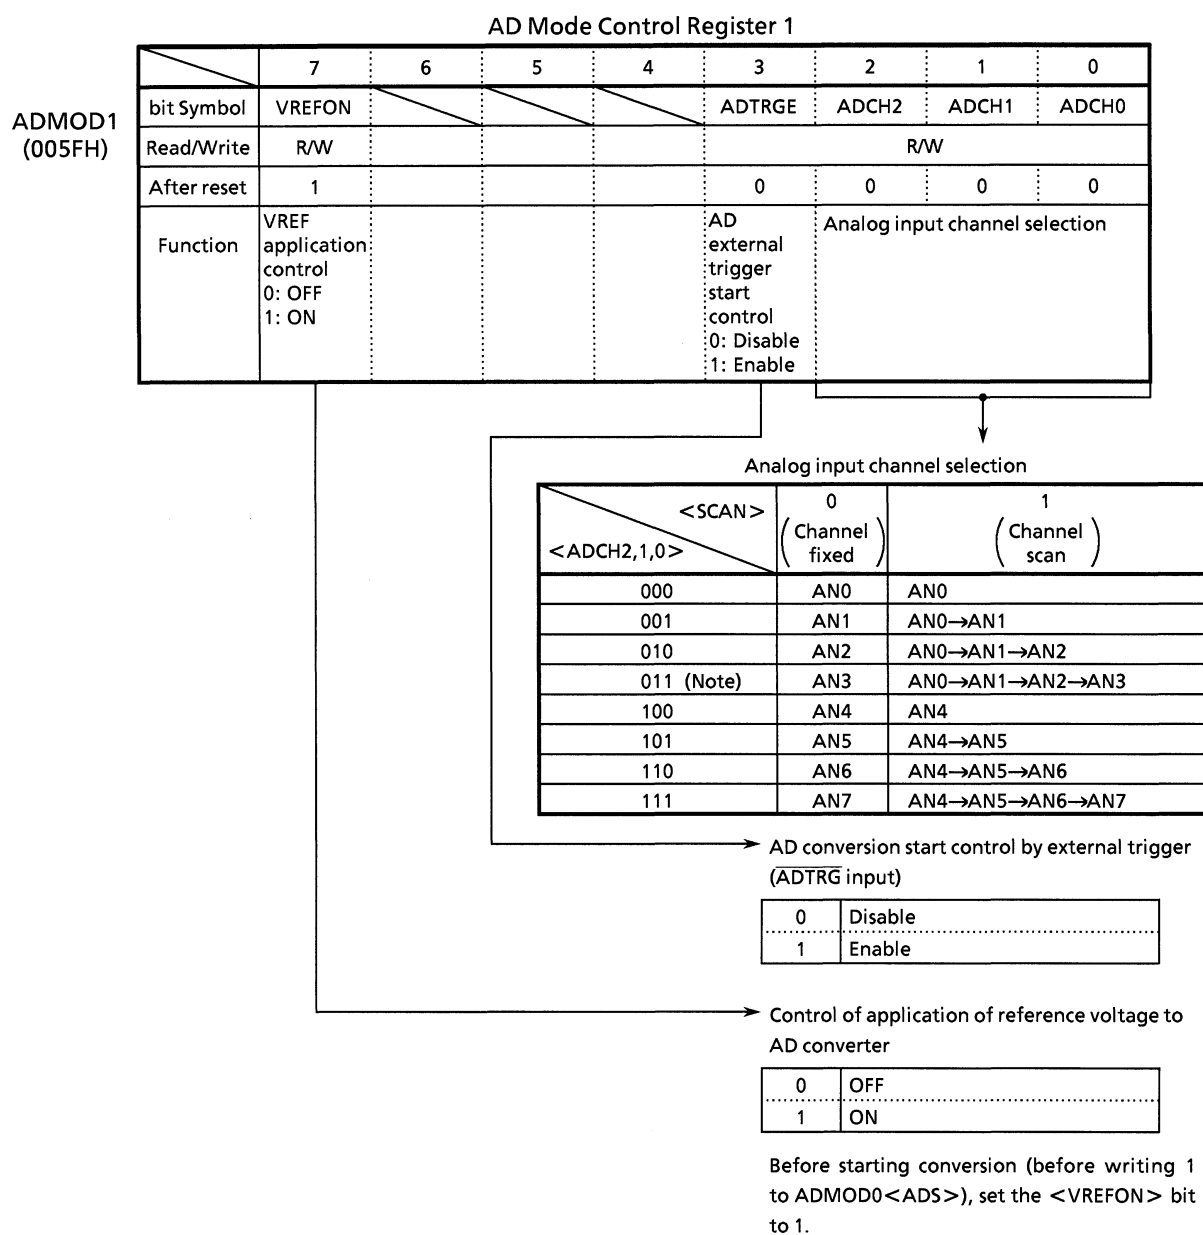 AD Mode Control Register 1
7 6 5 4 3 2 1 0
ADMOD1
(005FH)
bit Symbol VREFON ADTRGE ADCH2 ADCH1 ADCH0
Read/Write R/W R/W
After reset 1 0 0 0 0
Function
VREF
application
control
0: OFF
1: ON
AD
external
trigger
start
control
0: Disable
1: Enable
Analog input channel selection
Analog input channel selection
<SCAN>
<ADCH2,1,0>
0
(Channel
fixed)
1
(Channel
scan)
000 AN0 AN0
001 AN1 AN0→AN1
010 AN2 AN0→AN1→AN2
011 (Note) AN3 AN0→AN1→AN2→AN3
100 AN4 AN4
101 AN5 AN4→AN5
110 AN6 AN4→AN5→AN6
111 AN7 AN4→AN5→AN6→AN7
AD conversion start control by external trigger
(A̅D̅T̅R̅G̅ input)
0 Disable
1 Enable
Control of application of reference voltage to
AD converter
0 OFF
1 ON
Before starting conversion (before writing 1
to ADMOD0<ADS>), set the <VREFON> bit
to 1.